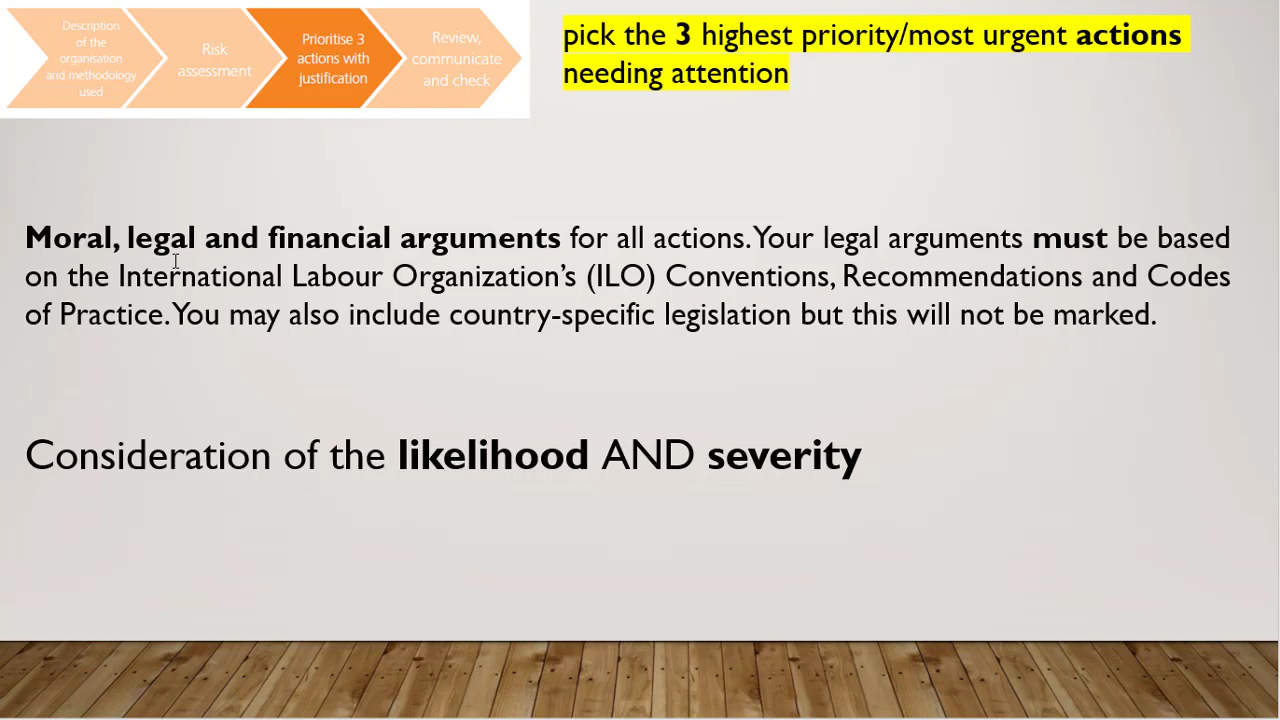 Description
of the
organisation
and methodology
used
Risk
assessment
Prioritise 3
actions with
justification
Review,
communicate
and check
pick the 3 highest priority/most urgent actions
needing attention
Moral, legal and financial arguments for all actions. Your legal arguments must be based
on the International Labour Organization’s (ILO) Conventions, Recommendations and Codes
of Practice. You may also include country-specific legislation but this will not be marked.
Consideration of the likelihood AND severity